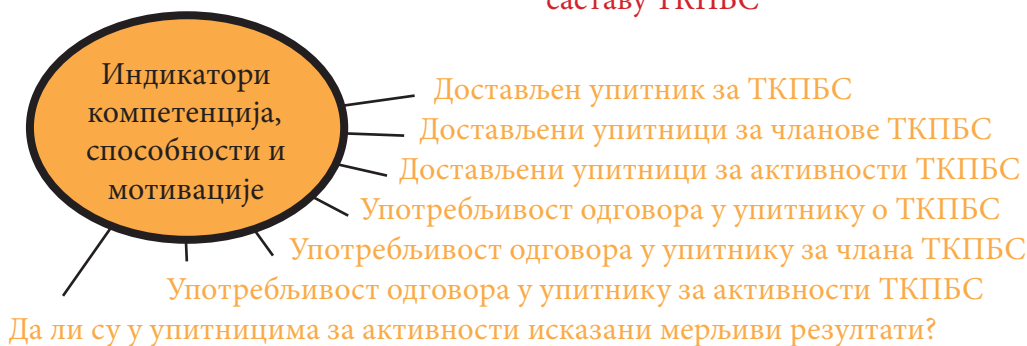 саставу ТКПБС
Индикатори
компетенција,
способности и
мотивације
Достављен упитник за ТКПБС
Достављени упитници за чланове ТКПБС
Достављени упитници за активности ТКПБС
Употребљивост одговора у упитнику о ТКПБС
Употребљивост одговора у упитнику за члана ТКПБС
Употребљивост одговора у упитнику за активности ТКПБС
Да ли су у упитницима за активности исказани мерљиви резултати?